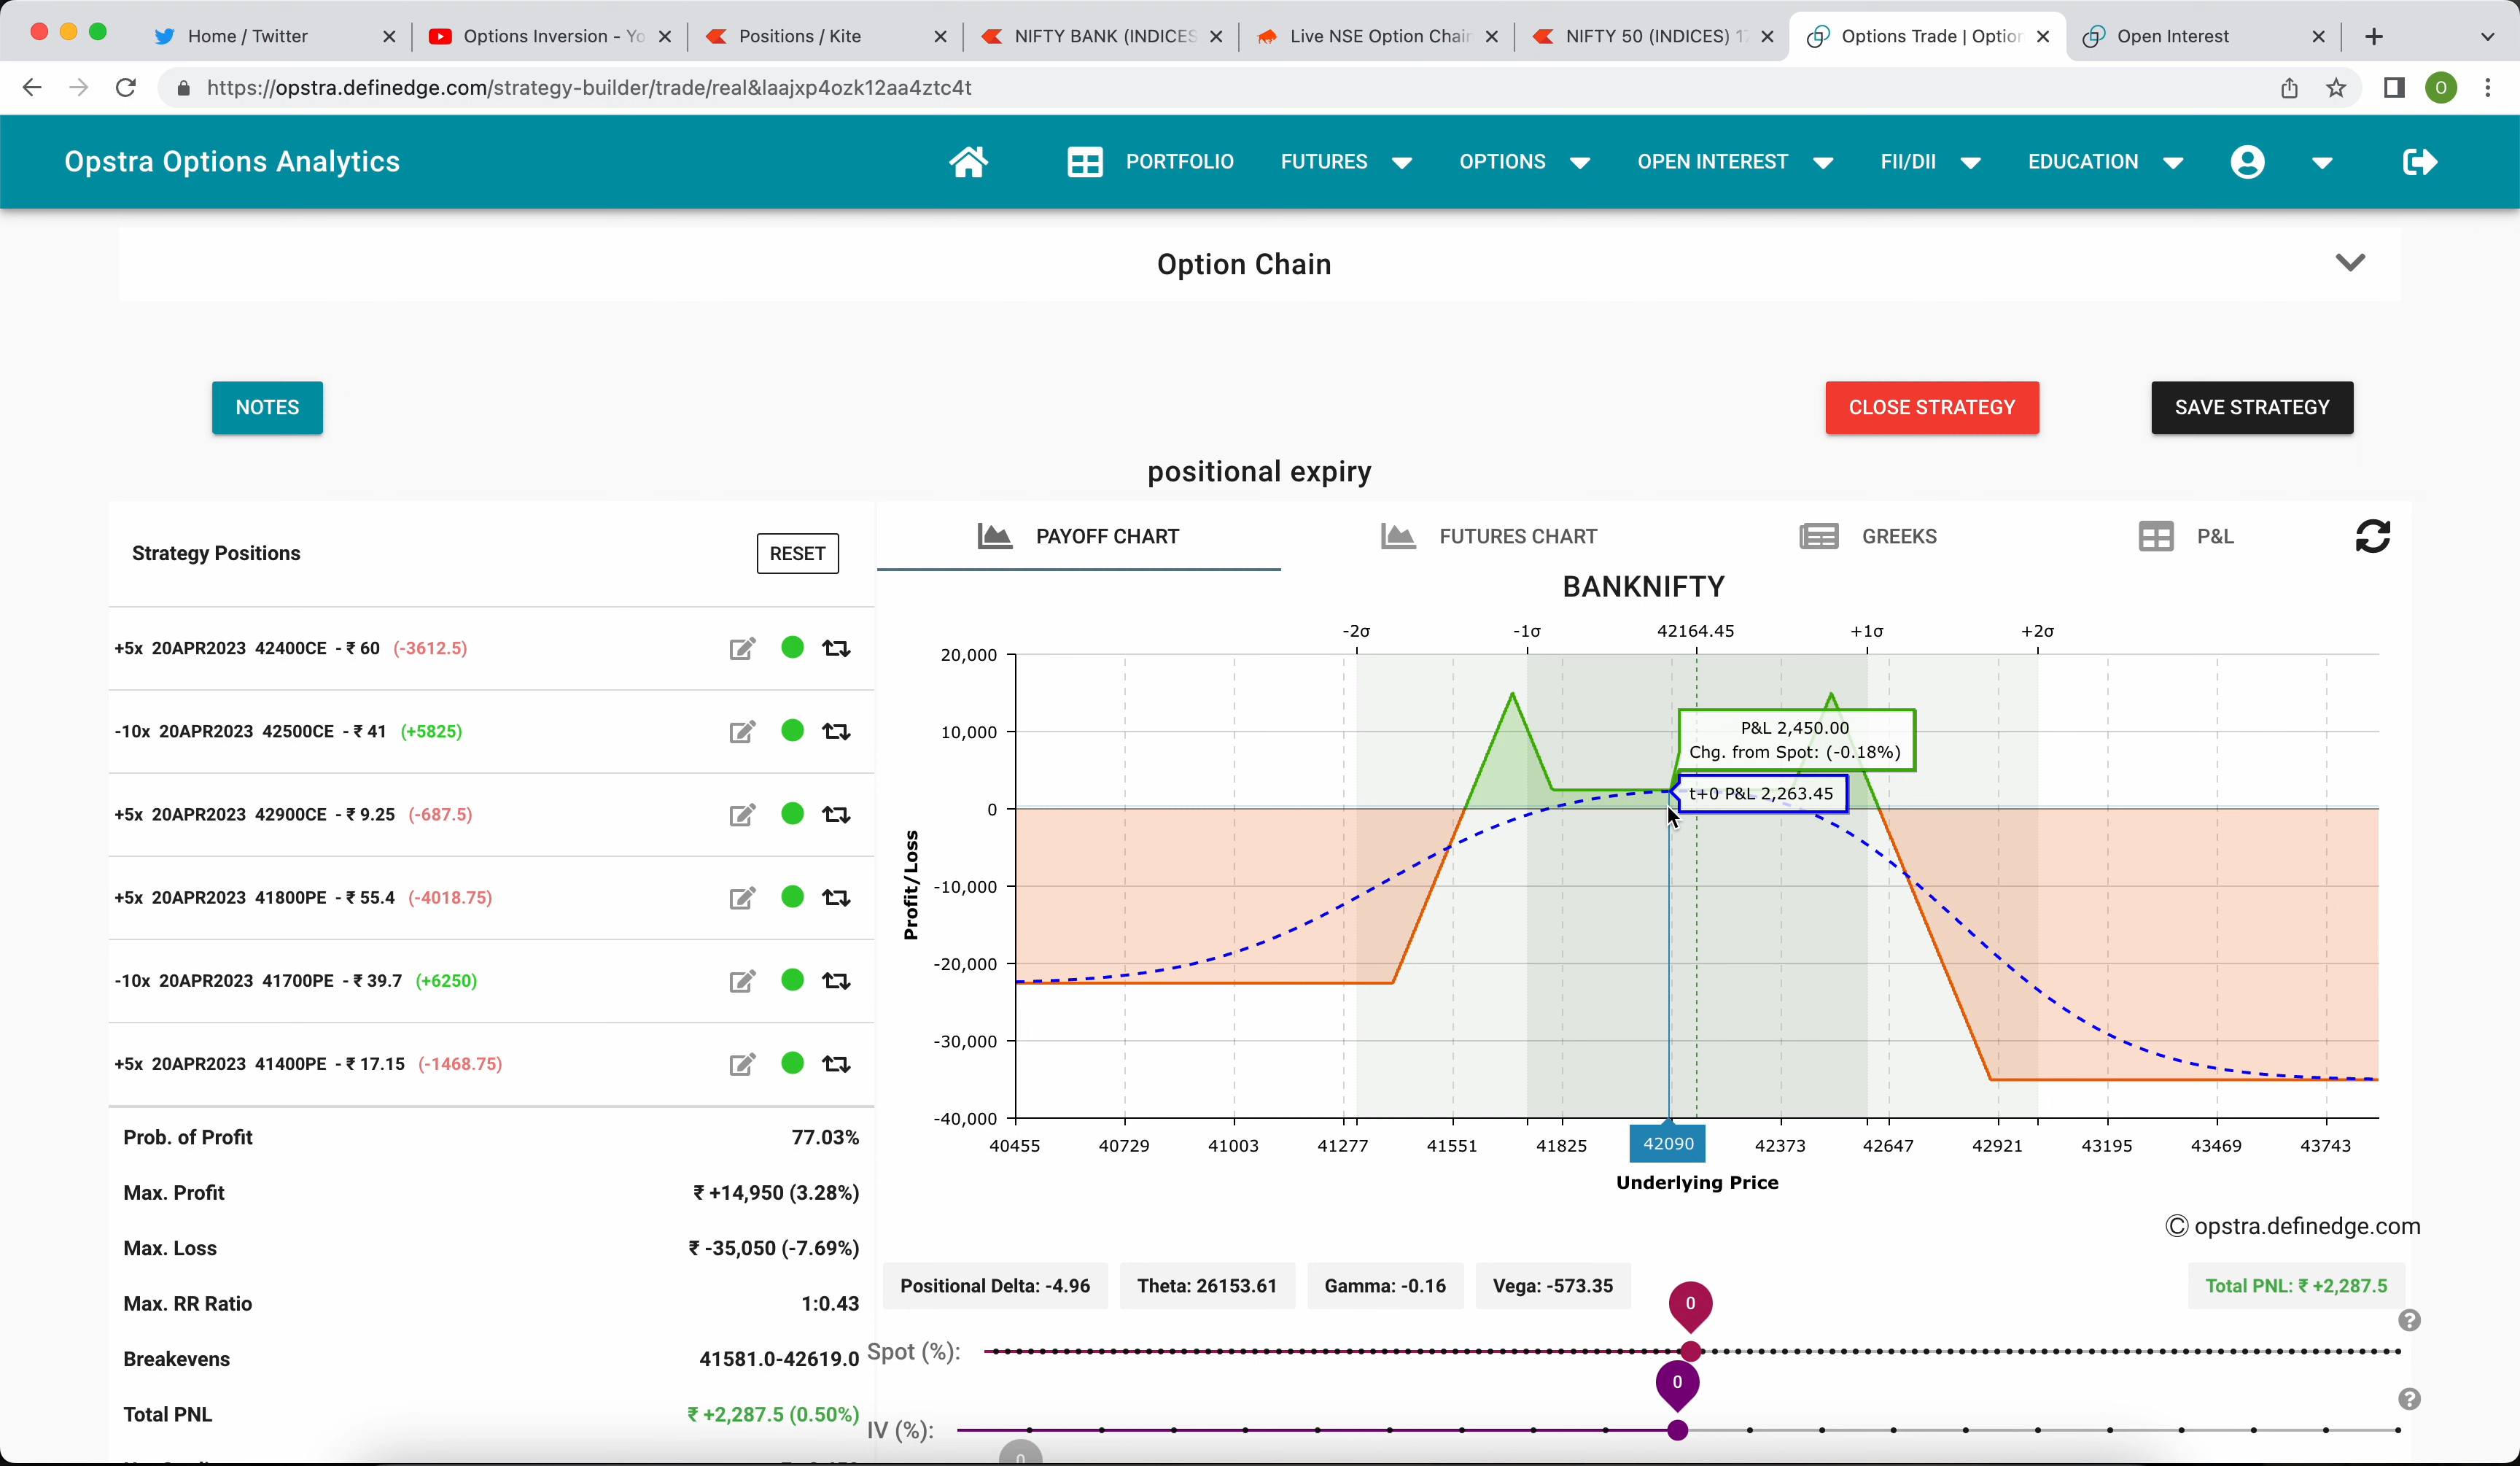 Home / Twitter
Options Inversion - Yo
Positions / Kite
NIFTY BANK (INDICES
Live NSE Option Chain
NIFTY 50 (INDICES) 17
Options Trade | Option
Open Interest
https://opstra.definedge.com/strategy-builder/trade/real&laajxp4ozk12aa4ztc4t
O
Opstra Options Analytics
PORTFOLIO
FUTURES
OPTIONS
OPEN INTEREST
FII/DII
EDUCATION
Option Chain
NOTES
CLOSE STRATEGY
SAVE STRATEGY
positional expiry
Strategy Positions
RESET
+5x 20APR2023 42400CE - ₹ 60 (-3612.5)
-10x 20APR2023 42500CE - ₹ 41 (+5825)
+5x 20APR2023 42900CE - ₹ 9.25 (-687.5)
+5x 20APR2023 41800PE - ₹ 55.4 (-4018.75)
-10x 20APR2023 41700PE - ₹ 39.7 (+6250)
+5x 20APR2023 41400PE - ₹ 17.15 (-1468.75)
Prob. of Profit 77.03%
Max. Profit ₹ +14,950 (3.28%)
Max. Loss ₹ -35,050 (-7.69%)
Max. RR Ratio 1:0.43
Breakevens 41581.0-42619.0
Total PNL ₹ +2,287.5 (0.50%)
PAYOFF CHART
FUTURES CHART
GREEKS
P&L
BANKNIFTY
-2σ -1σ 42164.45 +1σ +2σ
20,000
10,000
0
-10,000
-20,000
-30,000
-40,000
Profit/Loss
P&L 2,450.00
Chg. from Spot: (-0.18%)
t+0 P&L 2,263.45
40455 40729 41003 41277 41551 41825 42090 42373 42647 42921 43195 43469 43743
Underlying Price
© opstra.definedge.com
Positional Delta: -4.96
Theta: 26153.61
Gamma: -0.16
Vega: -573.35
Total PNL: ₹ +2,287.5
?
0
Spot (%):
0
?
IV (%):